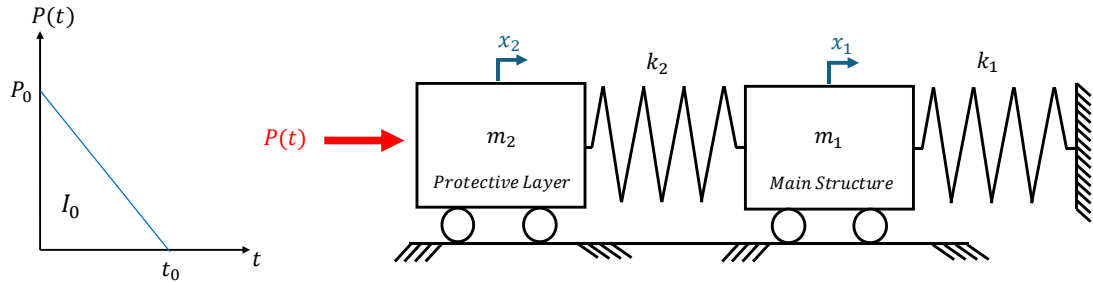 P(t)
P₀
I₀
t₀
t
P(t)
x₂
m₂
Protective Layer
k₂
x₁
m₁
Main Structure
k₁